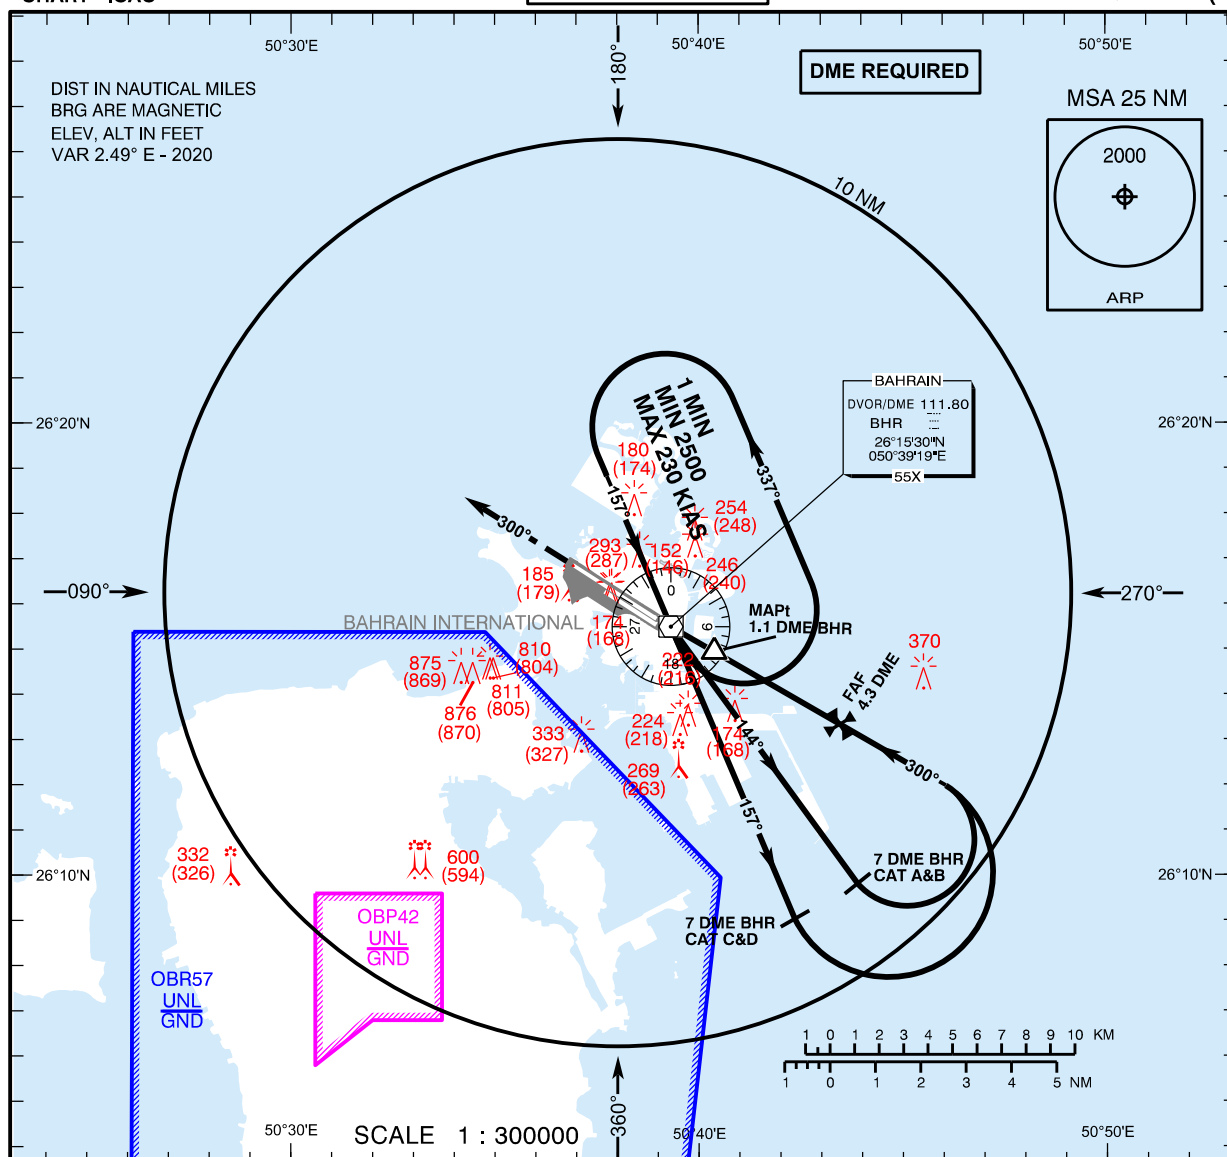 50°30'E
180°
50°40'E
50°50'E
DME REQUIRED
DIST IN NAUTICAL MILES
BRG ARE MAGNETIC
ELEV, ALT IN FEET
VAR 2.49° E - 2020
MSA 25 NM
2000
ARP
10 NM
BAHRAIN
DVOR/DME 111.80
BHR
26°15'30"N
050°39'19"E
55X
26°20'N
26°20'N
1 MIN
MIN 2500
MAX 230 KIAS
180
(174)
157°
337°
254
(248)
300°
293
(287)
152
(146)
246
(240)
185
(179)
0
9
18
27
090°
270°
BAHRAIN INTERNATIONAL
174
(168)
MAPt
1.1 DME BHR
370
222
(216)
875
(869)
810
(804)
811
(805)
876
(870)
FAF
4.3 DME
333
(327)
224
(218)
174
(168)
144°
269
(263)
300°
157°
332
(326)
600
(594)
26°10'N
26°10'N
7 DME BHR
CAT A&B
7 DME BHR
CAT C&D
OBP42
UNL
GND
OBR57
UNL
GND
1 0 1 2 3 4 5 6 7 8 9 10 KM
1 0 1 2 3 4 5 NM
360°
50°30'E
SCALE 1 : 300000
50°40'E
50°50'E